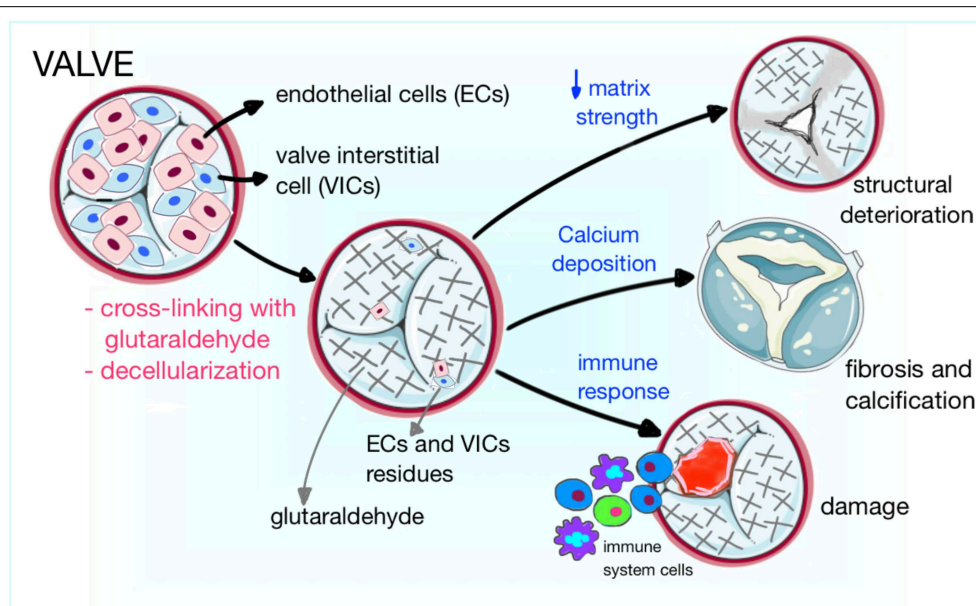 VALVE
endothelial cells (ECs)
valve interstitial
cell (VICs)
- cross-linking with
glutaraldehyde
- decellularization
ECs and VICs
residues
glutaraldehyde
↓ matrix
strength
structural
deterioration
Calcium
deposition
fibrosis and
calcification
immune
response
immune
system cells
damage